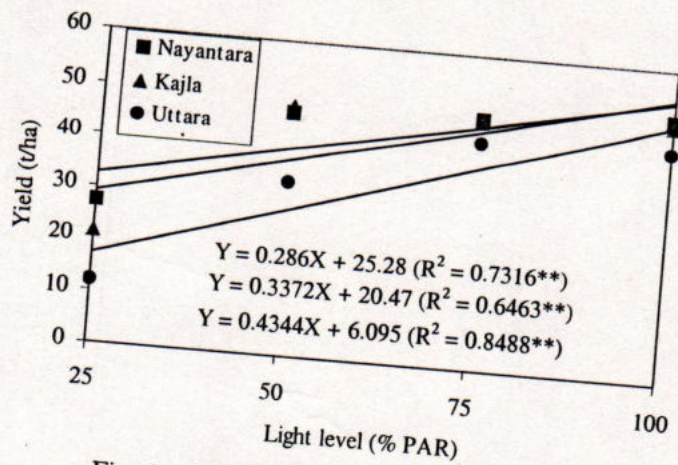 60
50
40
30
20
10
0
Yield (t/ha)
■ Nayantara
▲ Kajla
● Uttara
Y = 0.286X + 25.28 (R² = 0.7316**)
Y = 0.3372X + 20.47 (R² = 0.6463**)
Y = 0.4344X + 6.095 (R² = 0.8488**)
25 50 75 100
Light level (% PAR)